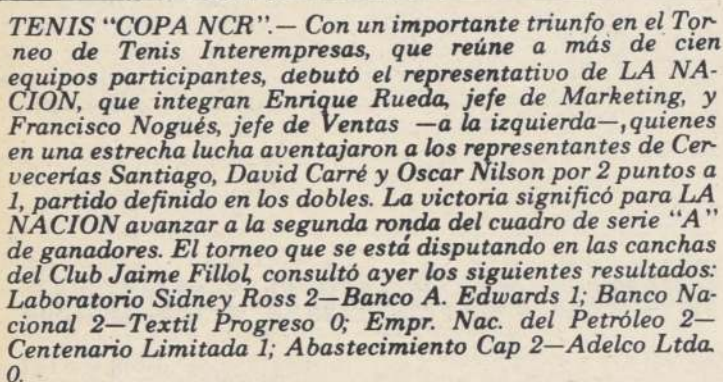 TENIS “COPA NCR”.— Con un importante triunfo en el Tor-
neo de Tenis Interempresas, que reúne a más de cien
equipos participantes, debutó el representativo de LA NA-
CION, que integran Enrique Rueda, jefe de Marketing, y
Francisco Nogués, jefe de Ventas —a la izquierda—, quienes
en una estrecha lucha aventajaron a los representantes de Cer-
vecerías Santiago, David Carré y Oscar Nilson por 2 puntos a
1, partido definido en los dobles. La victoria significó para LA
NACION avanzar a la segunda ronda del cuadro de serie “A”
de ganadores. El torneo que se está disputando en las canchas
del Club Jaime Fillol, consultó ayer los siguientes resultados:
Laboratorio Sidney Ross 2—Banco A. Edwards 1; Banco Na-
cional 2—Textil Progreso 0; Empr. Nac. del Petróleo 2—
Centenario Limitada 1; Abastecimiento Cap 2—Adelco Ltda.
0.